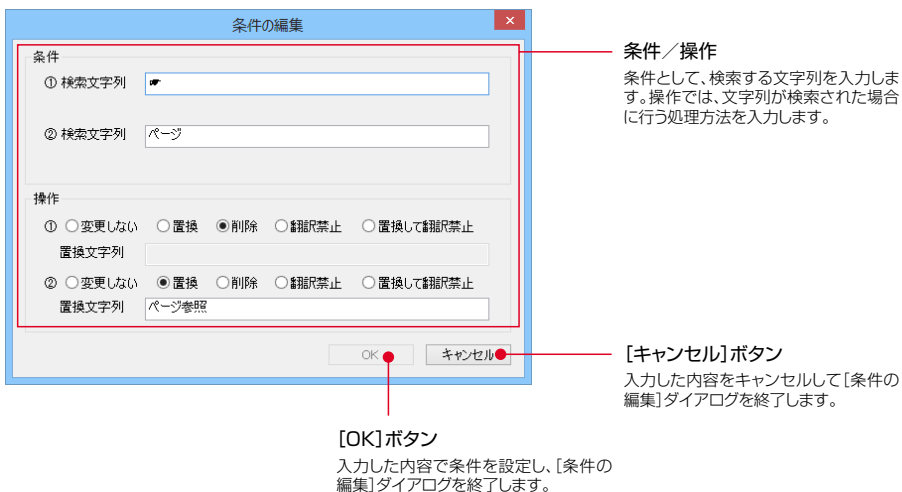 条件の編集
条件
① 検索文字列 ☛
② 検索文字列 ページ
操作
① 変更しない 置換 削除 翻訳禁止 置換して翻訳禁止
置換文字列
② 変更しない 置換 削除 翻訳禁止 置換して翻訳禁止
置換文字列 ページ参照
OK キャンセル
条件／操作
条件として、検索する文字列を入力しま
す。操作では、文字列が検索された場合
に行う処理方法を入力します。
［キャンセル］ボタン
入力した内容をキャンセルして［条件の
編集］ダイアログを終了します。
［OK］ボタン
入力した内容で条件を設定し、［条件の
編集］ダイアログを終了します。